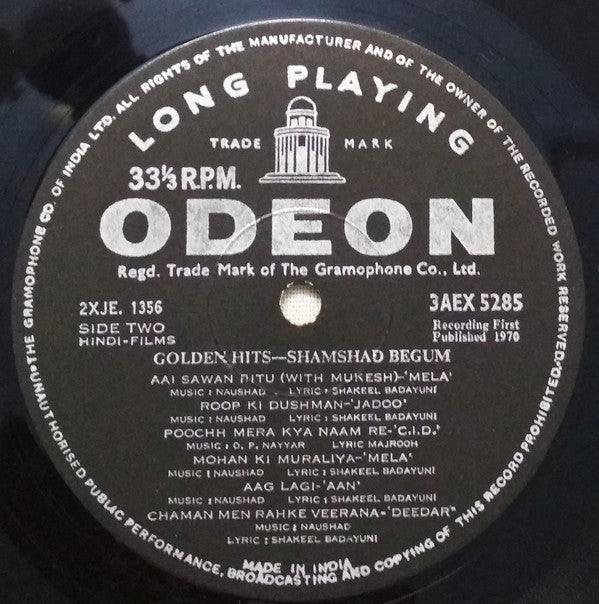 THE GRAMOPHONE CO. OF INDIA LTD. ALL RIGHTS OF THE MANUFACTURER AND OF THE OWNER OF THE RECORDED WORK RESERVED. UNAUTHORISED PUBLIC PERFORMANCE, BROADCASTING AND COPYING OF THIS RECORD PROHIBITED.
LONG PLAYING
TRADE MARK
33⅓ R.P.M.
ODEON
Regd. Trade Mark of The Gramophone Co., Ltd.
2XJE. 1356 3AEX 5285
SIDE TWO Recording First
HINDI-FILMS Published 1970
GOLDEN HITS—SHAMSHAD BEGUM
AAI SAWAN RITU (WITH MUKESH)-'MELA'
MUSIC : NAUSHAD LYRIC : SHAKEEL BADAYUNI
ROOP KI DUSHMAN-'JADOO'
MUSIC : NAUSHAD LYRIC : SHAKEEL BADAYUNI
POOCHH MERA KYA NAAM RE-'C.I.D.'
MUSIC : O. P. NAYYAR LYRIC MAJROOH
MOHAN KI MURALIYA-'MELA'
MUSIC : NAUSHAD LYRIC : SHAKEEL BADAYUNI
AAG LAGI-'AAN'
MUSIC : NAUSHAD LYRIC : SHAKEEL BADAYUNI
CHAMAN MEN RAHKE VEERANA-'DEEDAR'
MUSIC : NAUSHAD
LYRIC : SHAKEEL BADAYUNI
MADE IN INDIA